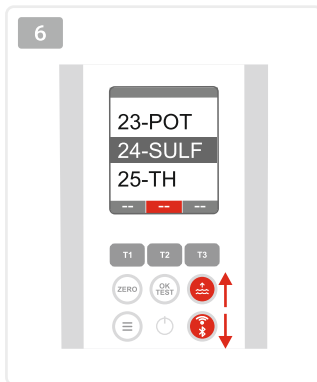 6
23-POT
24-SULF
25-TH
-- -- --
T1 T2 T3
ZERO OK TEST